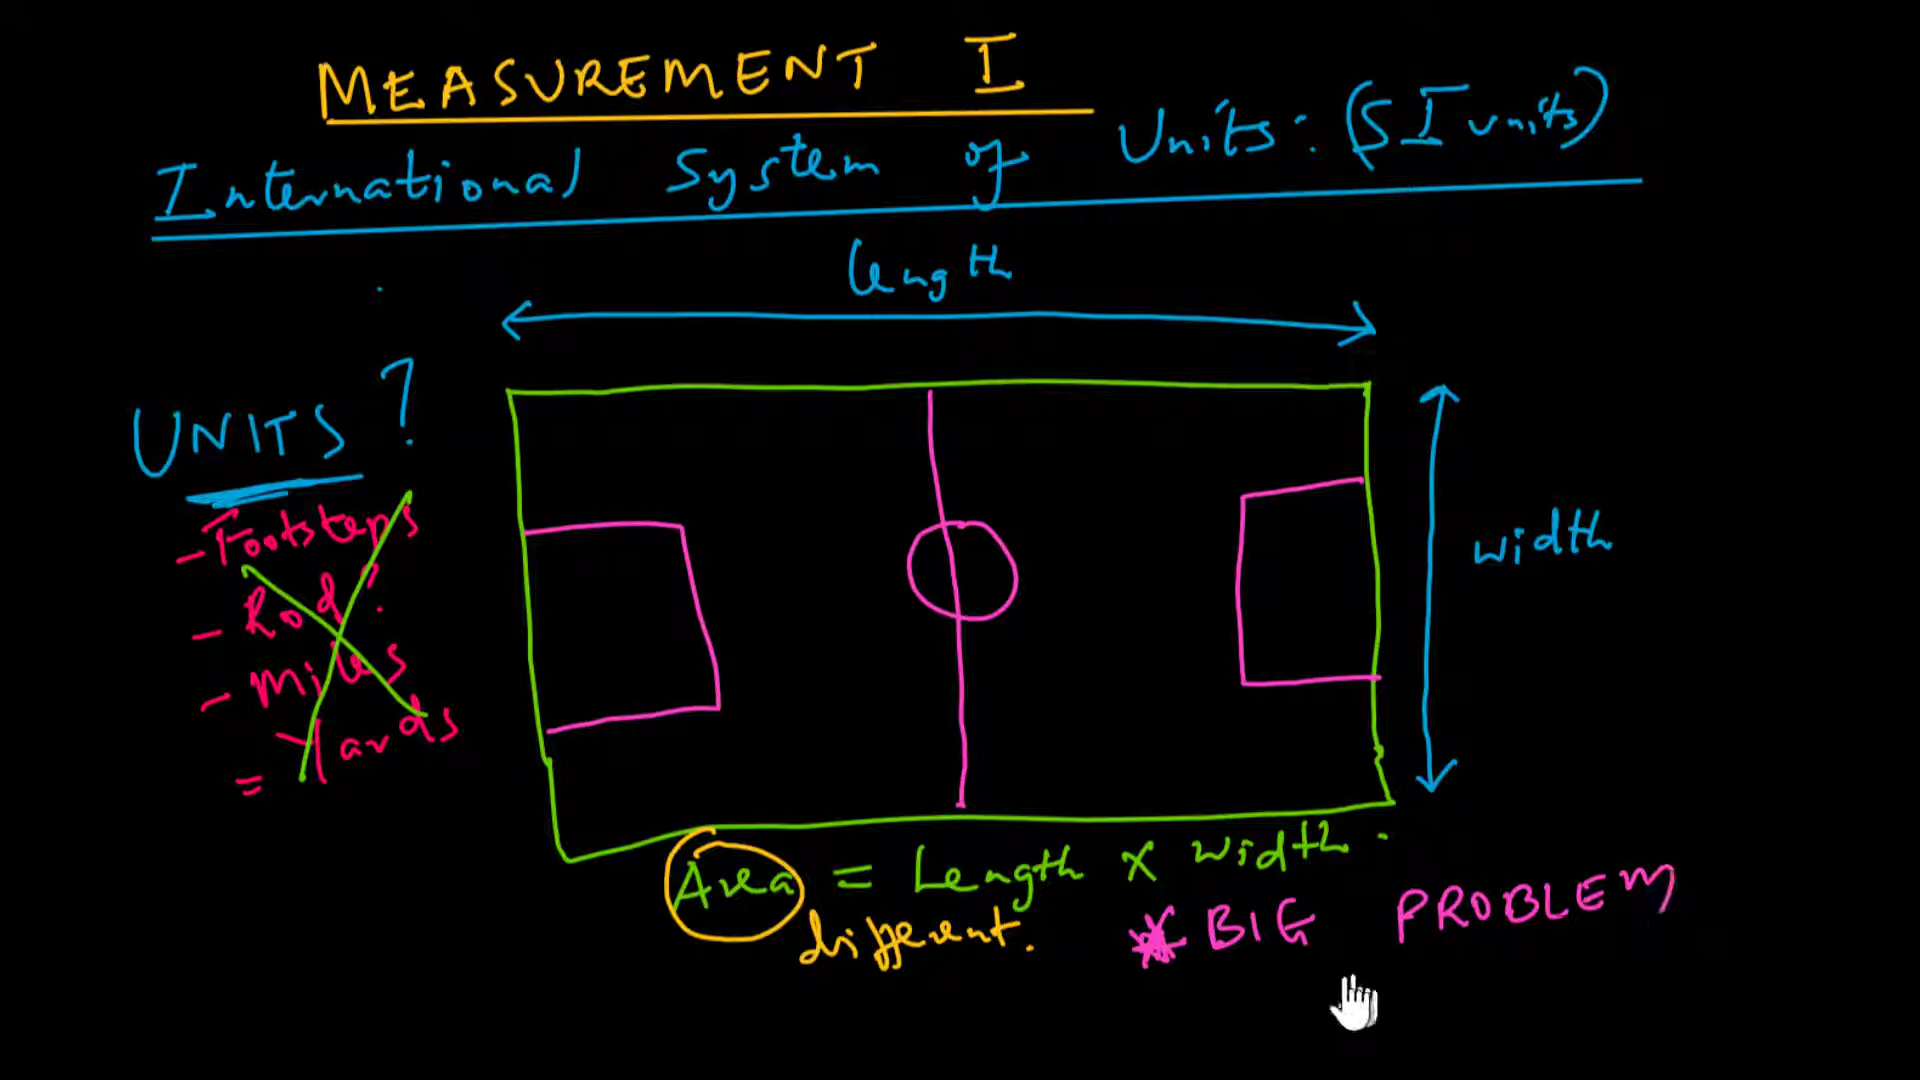 MEASUREMENT I
International System of Units: (SI units)
length
UNITS ?
- Footsteps
- Rod ?
- Miles
= Yards
width
Area = Length x width.
different.
* BIG PROBLEM